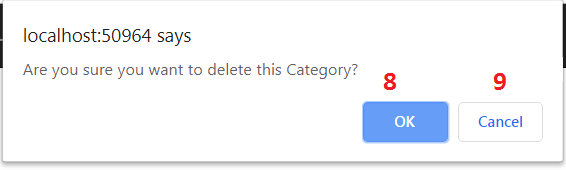 localhost:50964 says
Are you sure you want to delete this Category?
8 9
OK Cancel